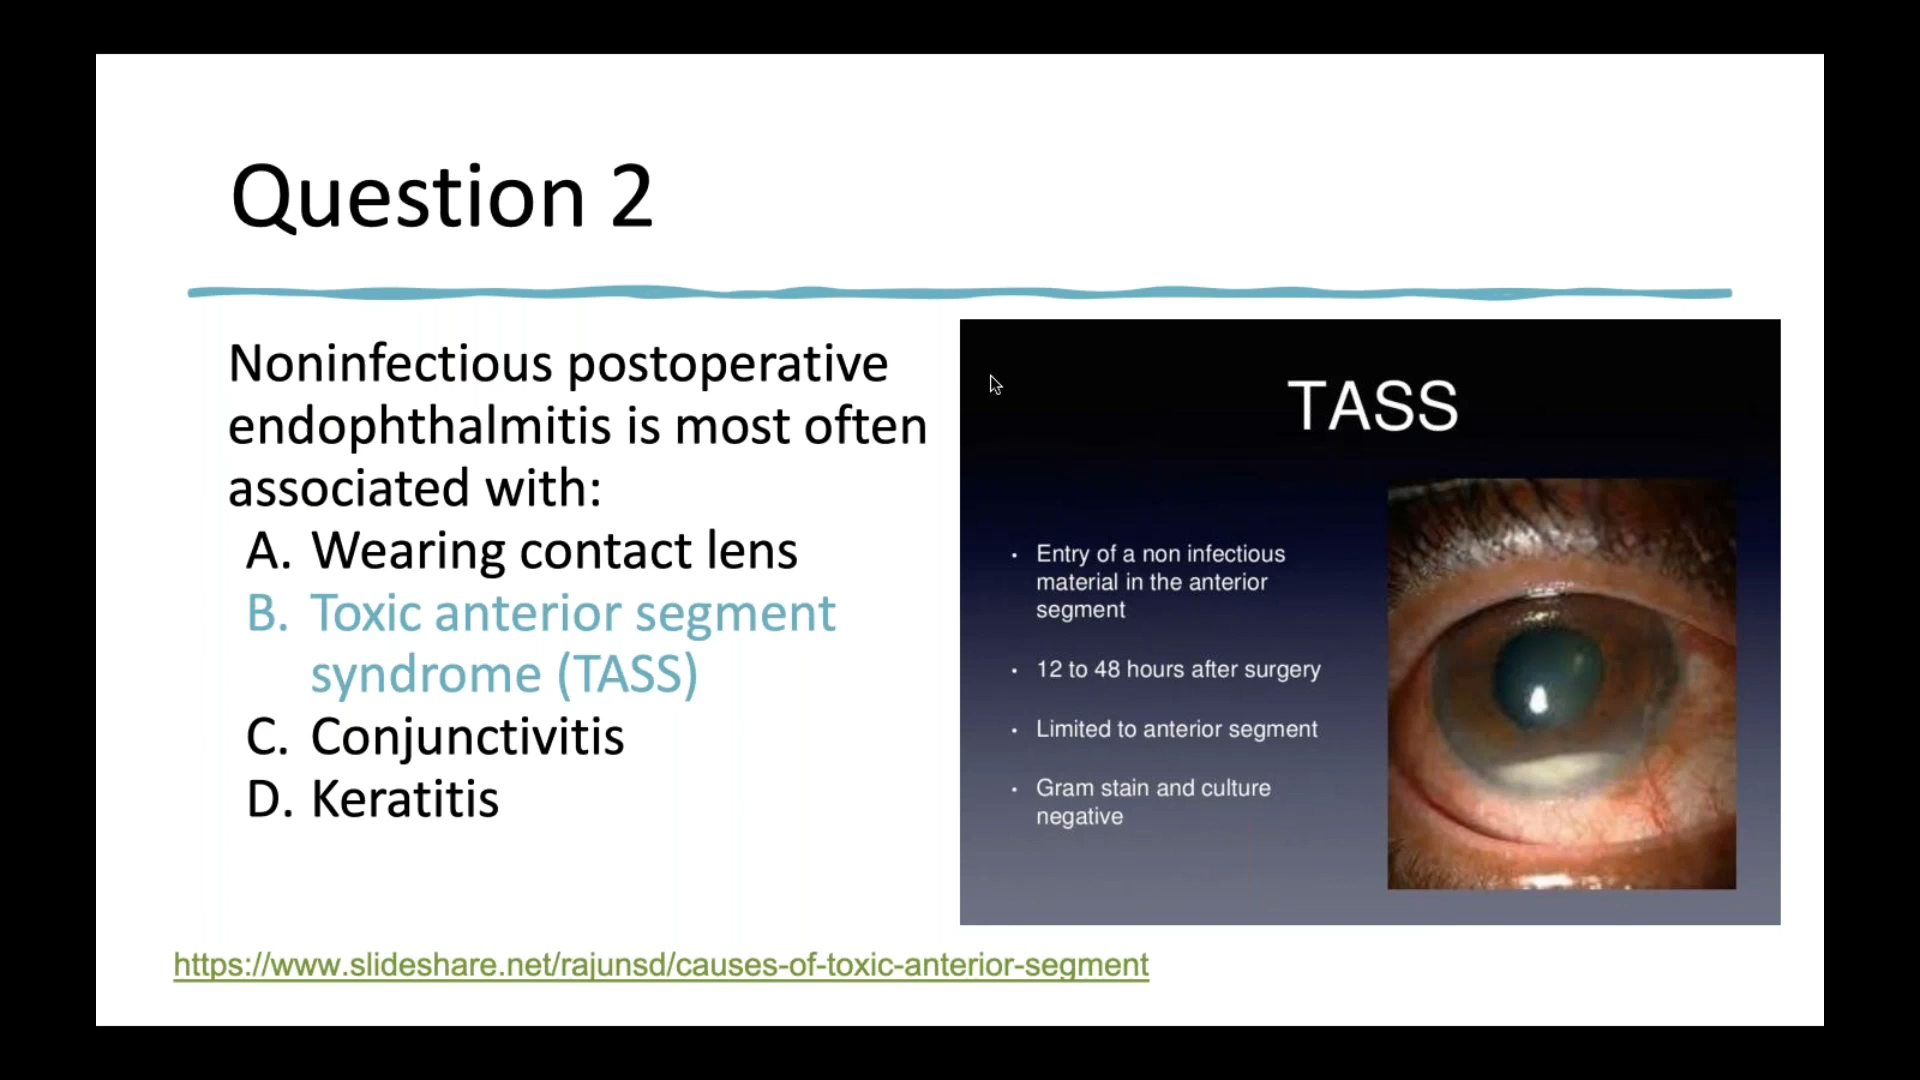 Question 2
Noninfectious postoperative
endophthalmitis is most often
associated with:
A. Wearing contact lens
B. Toxic anterior segment
syndrome (TASS)
C. Conjunctivitis
D. Keratitis
TASS
• Entry of a non infectious
material in the anterior
segment
• 12 to 48 hours after surgery
• Limited to anterior segment
• Gram stain and culture
negative
https://www.slideshare.net/rajunsd/causes-of-toxic-anterior-segment